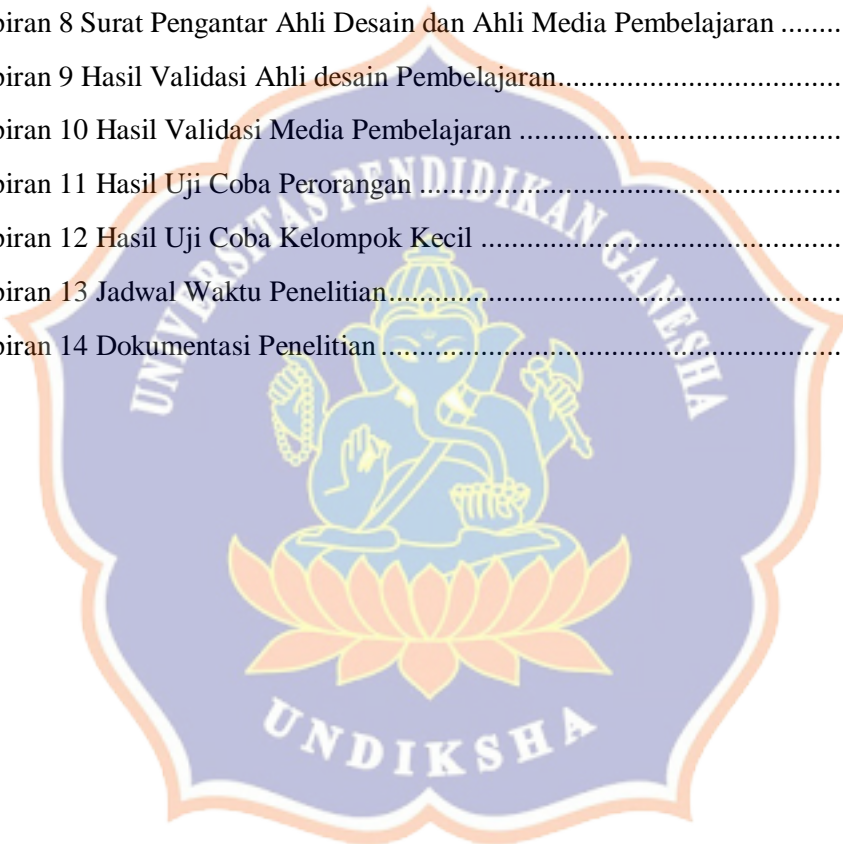 piran 8 Surat Pengantar Ahli Desain dan Ahli Media Pembelajaran ........
piran 9 Hasil Validasi Ahli desain Pembelajaran...............................................
piran 10 Hasil Validasi Media Pembelajaran .....................................................
piran 11 Hasil Uji Coba Perorangan ......................................................................
piran 12 Hasil Uji Coba Kelompok Kecil ............................................................
piran 13 Jadwal Waktu Penelitian...........................................................................
piran 14 Dokumentasi Penelitian ............................................................................
UNIVERSITAS PENDIDIKAN GANESHA
UNDIKSHA